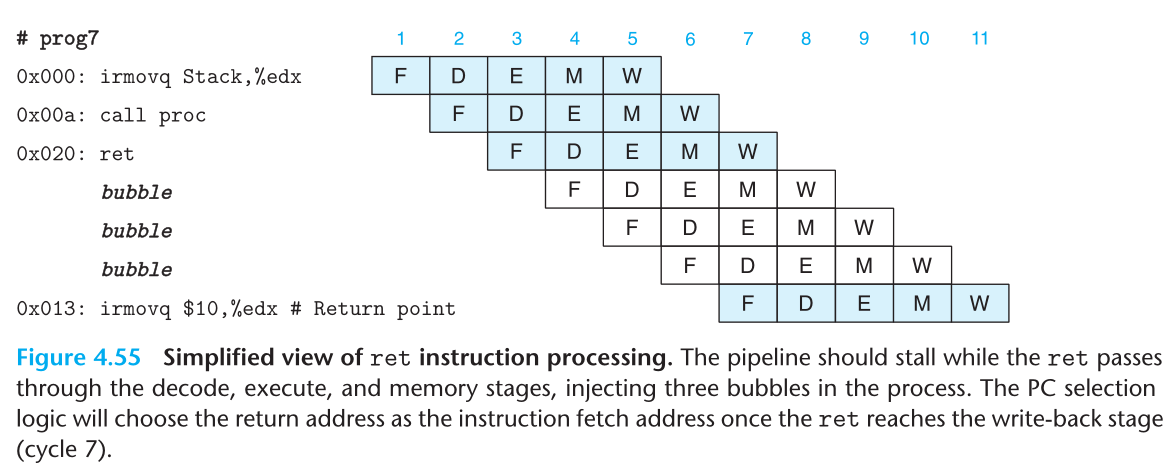 # prog7 1 2 3 4 5 6 7 8 9 10 11
0x000: irmovq Stack,%edx F D E M W
0x00a: call proc F D E M W
0x020: ret F D E M W
bubble F D E M W
bubble F D E M W
bubble F D E M W
0x013: irmovq $10,%edx # Return point F D E M W
Figure 4.55 Simplified view of ret instruction processing. The pipeline should stall while the ret passes
through the decode, execute, and memory stages, injecting three bubbles in the process. The PC selection
logic will choose the return address as the instruction fetch address once the ret reaches the write-back stage
(cycle 7).